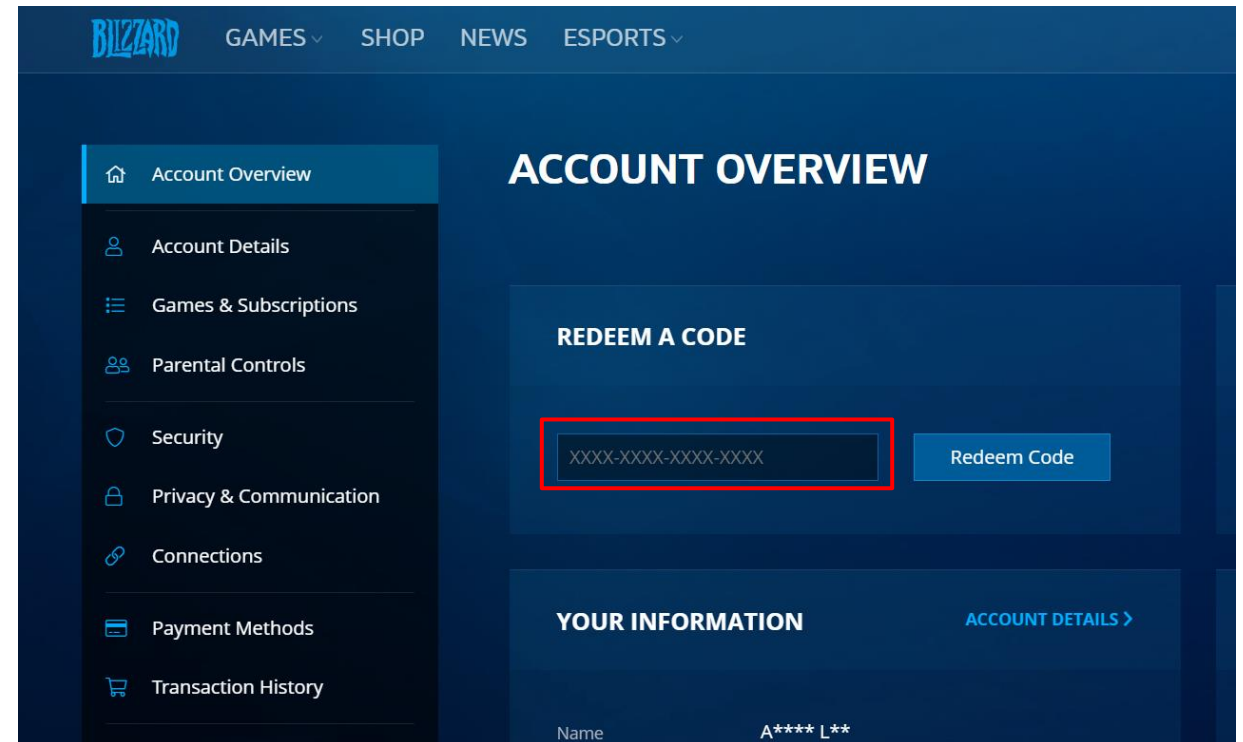 BLIZZARD GAMES SHOP NEWS ESPORTS
Account Overview
Account Details
Games & Subscriptions
Parental Controls
Security
Privacy & Communication
Connections
Payment Methods
Transaction History
ACCOUNT OVERVIEW
REDEEM A CODE
XXXX-XXXX-XXXX-XXXX Redeem Code
YOUR INFORMATION ACCOUNT DETAILS
Name A**** L**